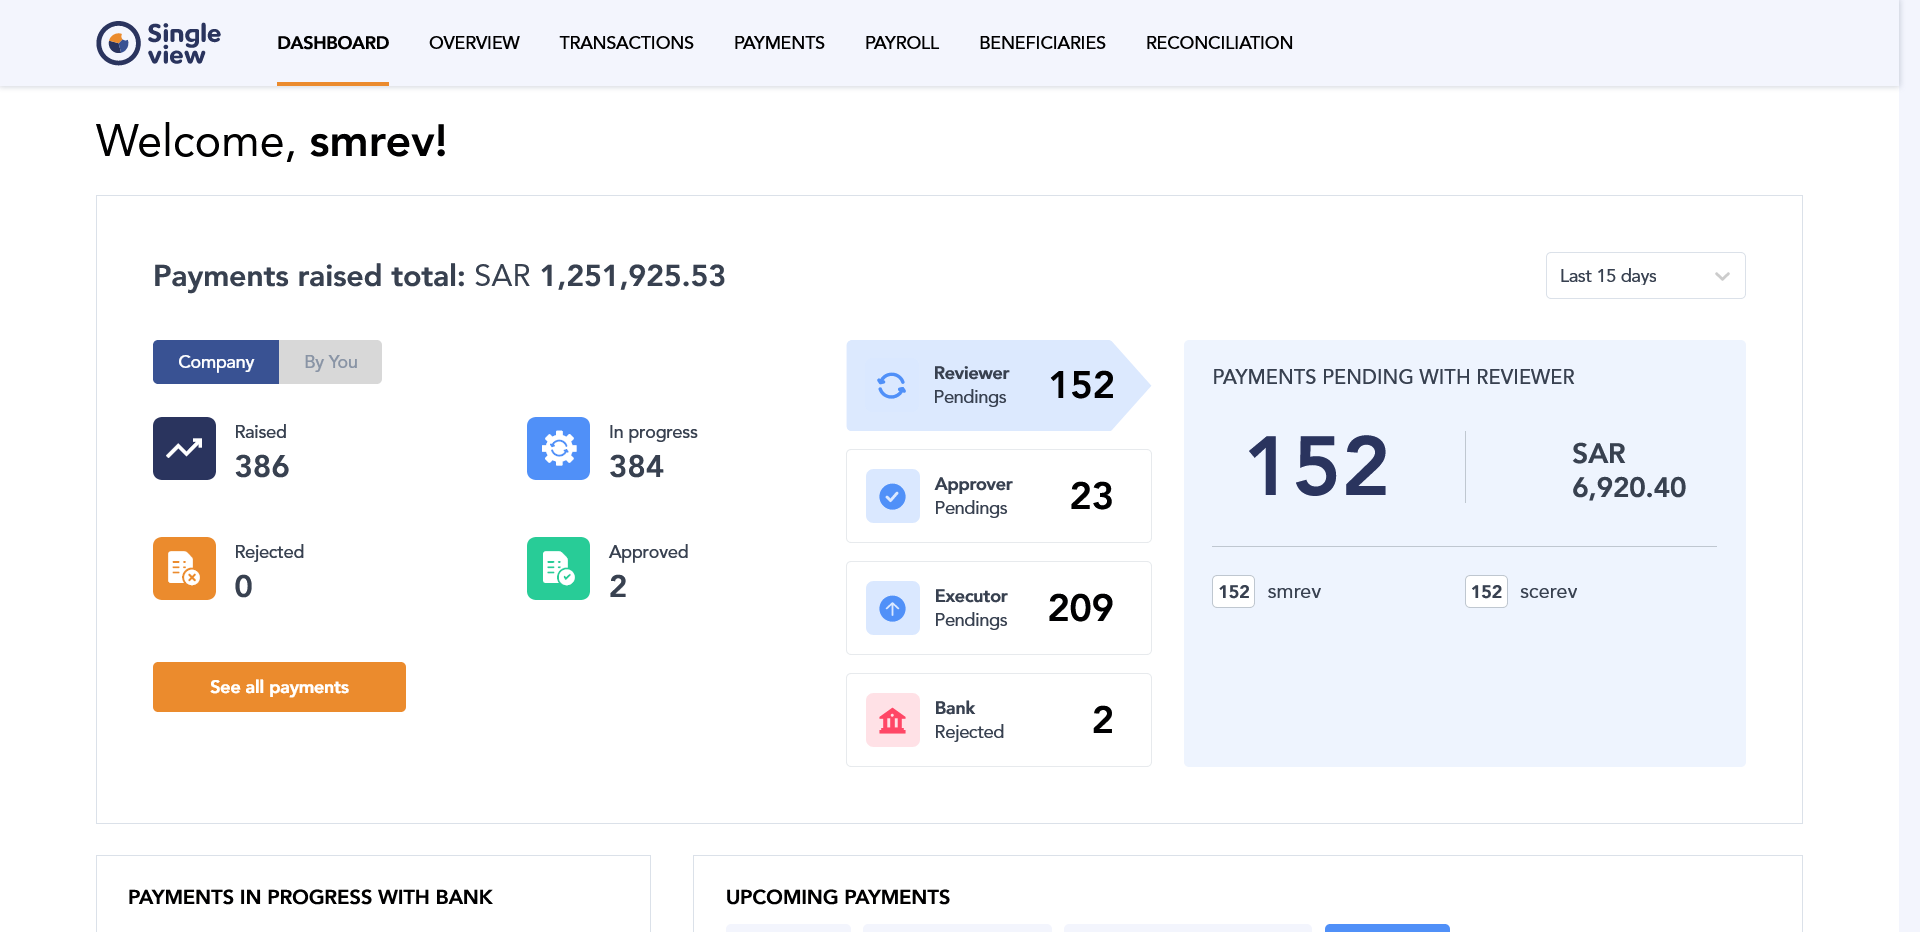 Single
view
DASHBOARD
OVERVIEW
TRANSACTIONS
PAYMENTS
PAYROLL
BENEFICIARIES
RECONCILIATION
Welcome, smrev!
Payments raised total: SAR 1,251,925.53
Last 15 days
Company
By You
Raised
386
In progress
384
Rejected
0
Approved
2
See all payments
Reviewer
Pendings
152
Approver
Pendings
23
Executor
Pendings
209
Bank
Rejected
2
PAYMENTS PENDING WITH REVIEWER
152
SAR
6,920.40
152 smrev
152 scerev
PAYMENTS IN PROGRESS WITH BANK
UPCOMING PAYMENTS